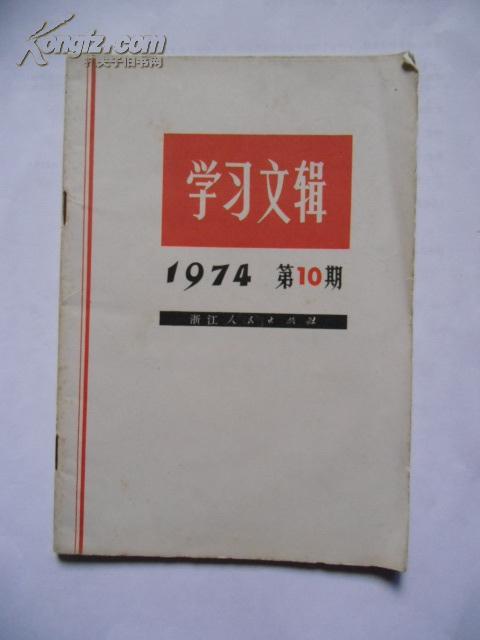 Kongfz.com
孔夫子旧书网
学习文辑
1974 第10期
浙江人民出版社